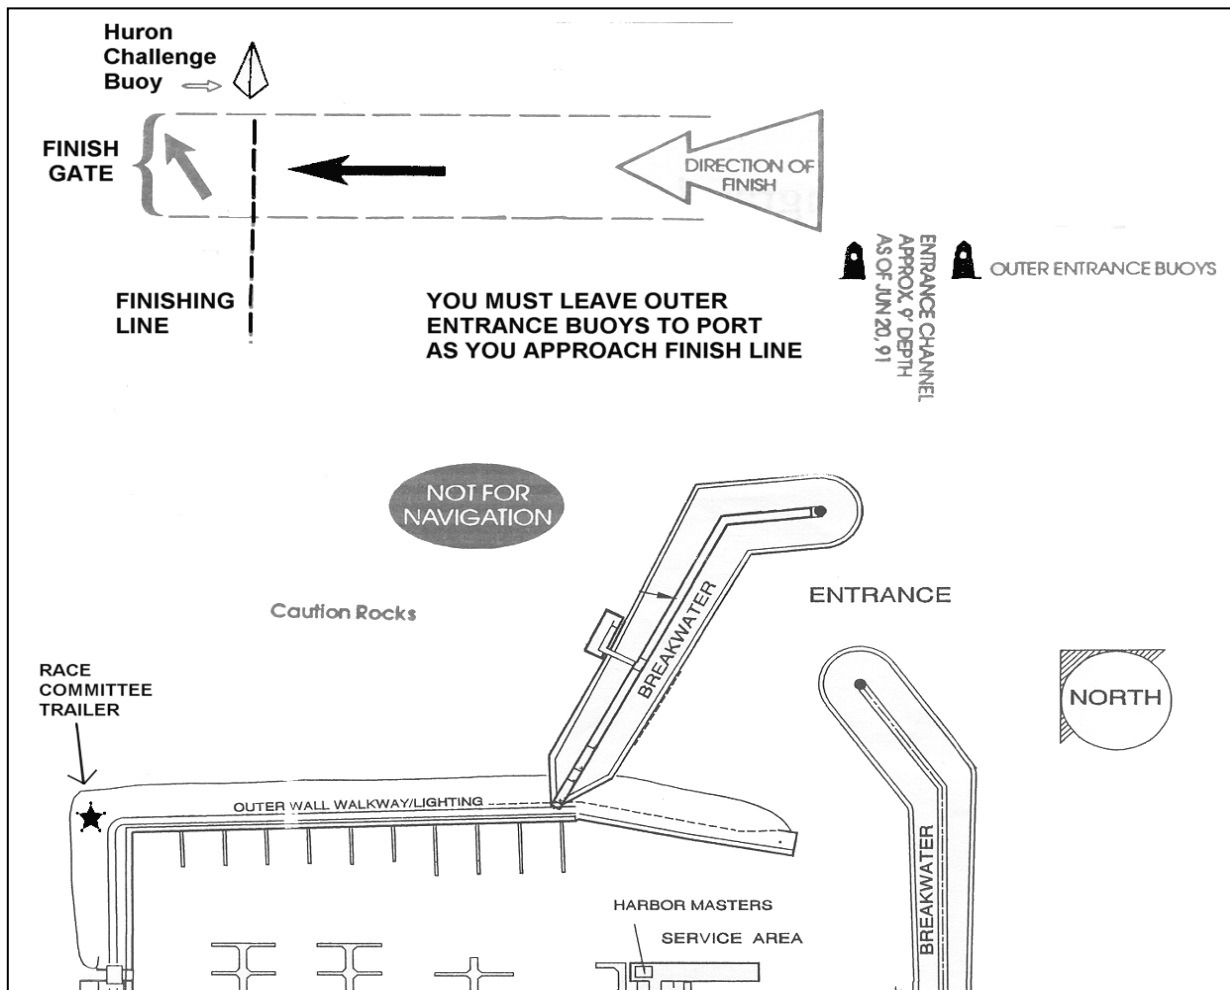 Huron
Challenge
Buoy
FINISH
GATE
DIRECTION OF
FINISH
ENTRANCE CHANNEL
APPROX. 9' DEPTH
AS OF JUN 20, 91
OUTER ENTRANCE BUOYS
FINISHING
LINE
YOU MUST LEAVE OUTER
ENTRANCE BUOYS TO PORT
AS YOU APPROACH FINISH LINE
NOT FOR
NAVIGATION
Caution Rocks
BREAKWATER
ENTRANCE
RACE
COMMITTEE
TRAILER
NORTH
OUTER WALL WALKWAY/LIGHTING
BREAKWATER
HARBOR MASTERS
SERVICE AREA